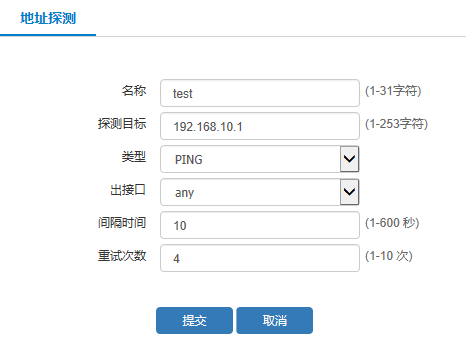 地址探测
名称 test (1-31字符)
探测目标 192.168.10.1 (1-253字符)
类型 PING
出接口 any
间隔时间 10 (1-600 秒)
重试次数 4 (1-10 次)
提交 取消